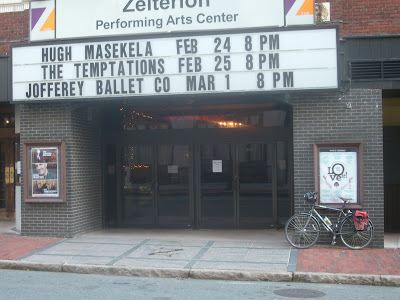 Zeiterion
Performing Arts Center
HUGH MASEKELA FEB 24 8 PM
THE TEMPTATIONS FEB 25 8 PM
JOFFEREY BALLET CO MAR 1 8 PM
LOVE